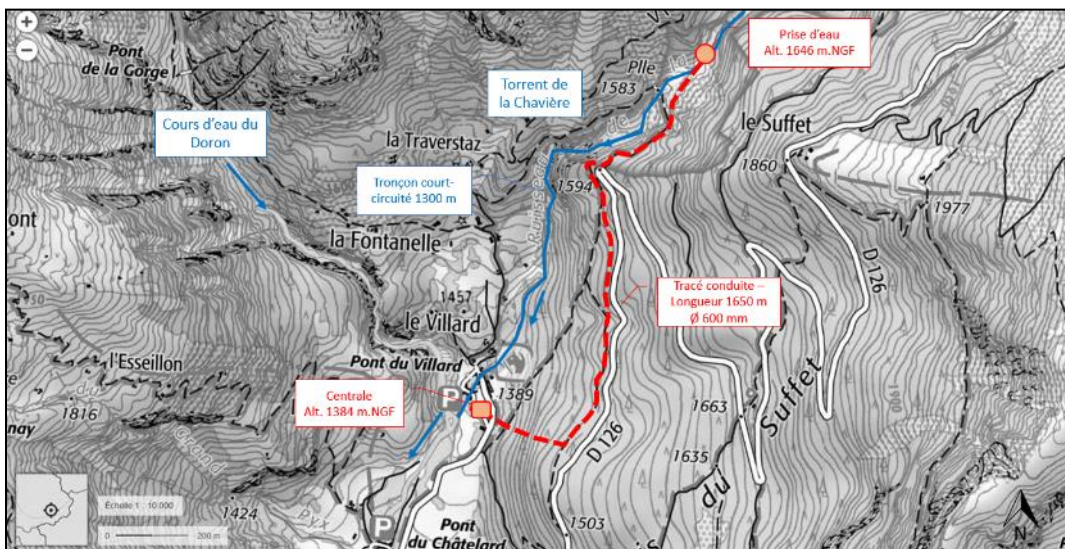 +
−
Pont
de la Gorge
Prise d'eau
Alt. 1646 m.NGF
Plle
1583
Torrent de
la Chavière
Cours d'eau du
Doron
la Traverstaz
le Suffet
1860
Tronçon court-
circuité 1300 m
1594
1977
Ruisseau
ont
la Fontanelle
D 126
1457
Tracé conduite –
Longueur 1650 m
Ø 600 mm
le Villard
l'Esseillon
Pont du Villard
1389
P
Centrale
Alt. 1384 m.NGF
1816
nay
1663
Suffet
D 126
1635
du
1424
1503
Échelle 1 : 10 000
0
200 m
P
Pont
du Châtelard
N